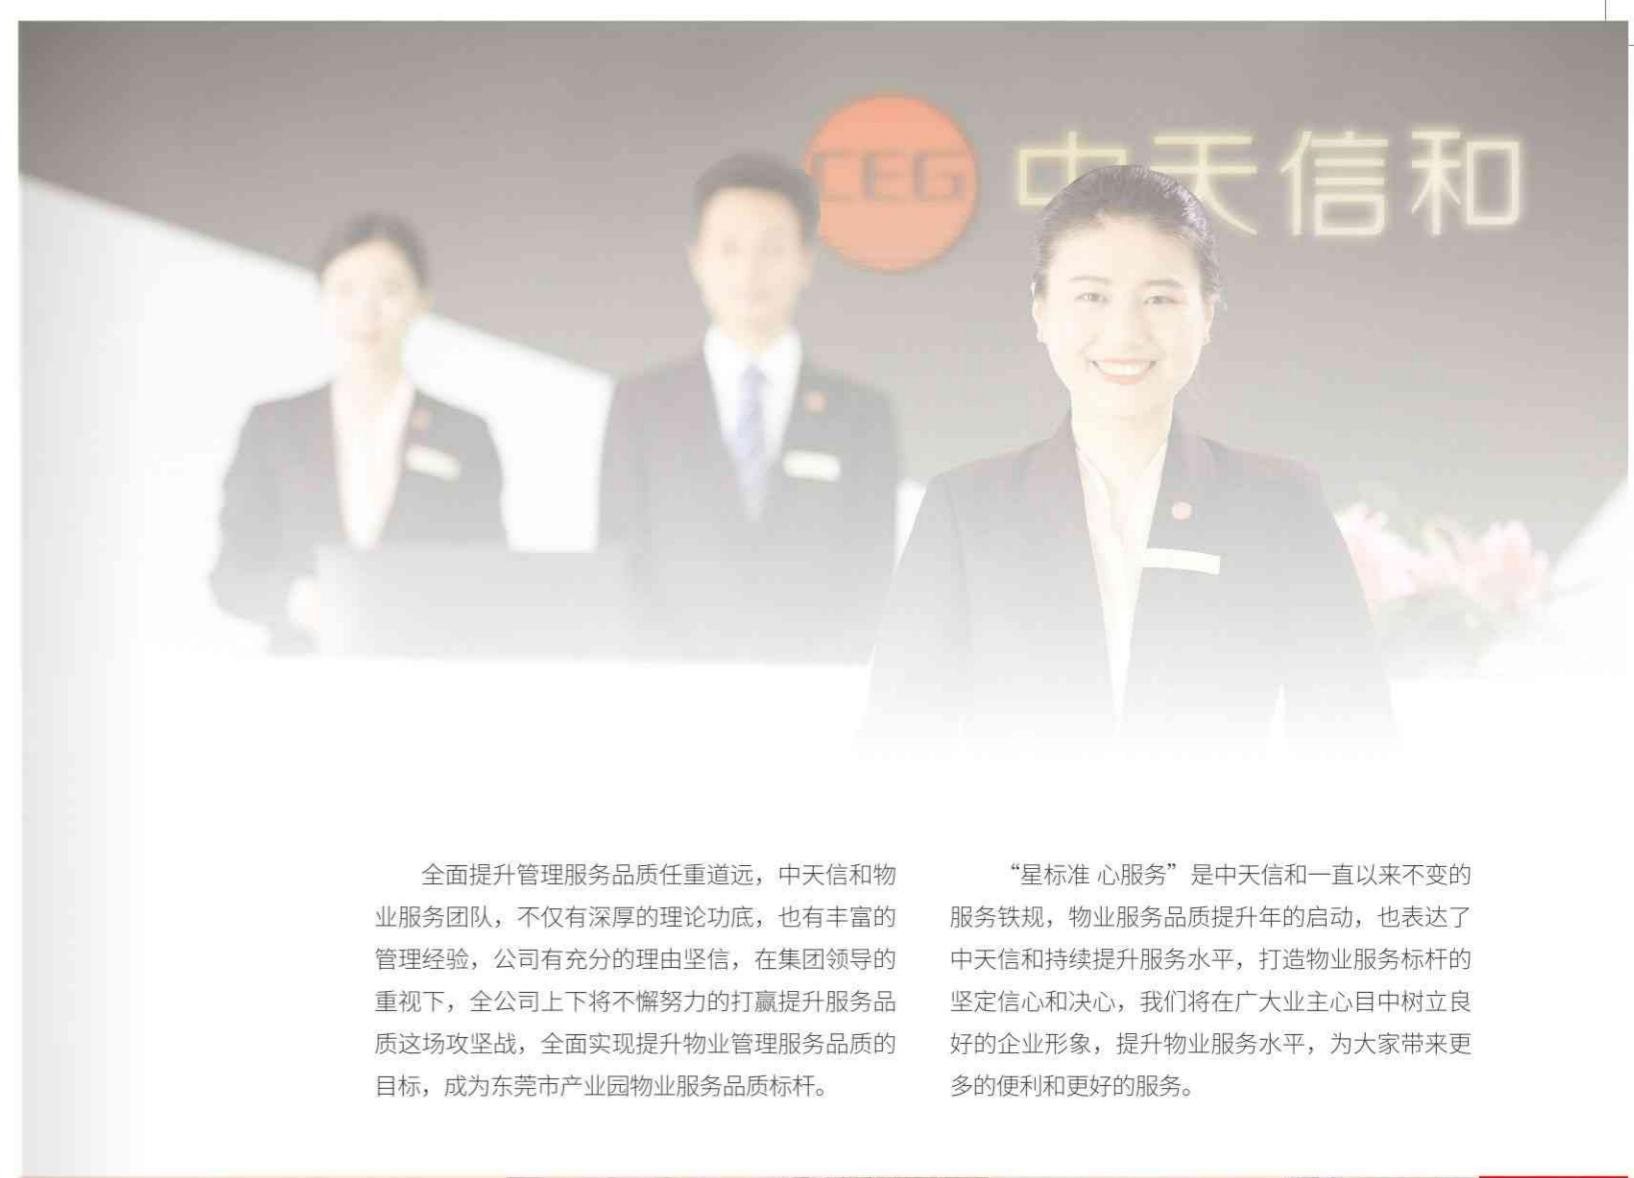 CEG
中天信和
全面提升管理服务品质任重道远，中天信和物
业服务团队，不仅有深厚的理论功底，也有丰富的
管理经验，公司有充分的理由坚信，在集团领导的
重视下，全公司上下将不懈努力的打赢提升服务品
质这场攻坚战，全面实现提升物业管理服务品质的
目标，成为东莞市产业园物业服务品质标杆。
“星标准 心服务”是中天信和一直以来不变的
服务铁规，物业服务品质提升年的启动，也表达了
中天信和持续提升服务水平，打造物业服务标杆的
坚定信心和决心，我们将在广大业主心目中树立良
好的企业形象，提升物业服务水平，为大家带来更
多的便利和更好的服务。